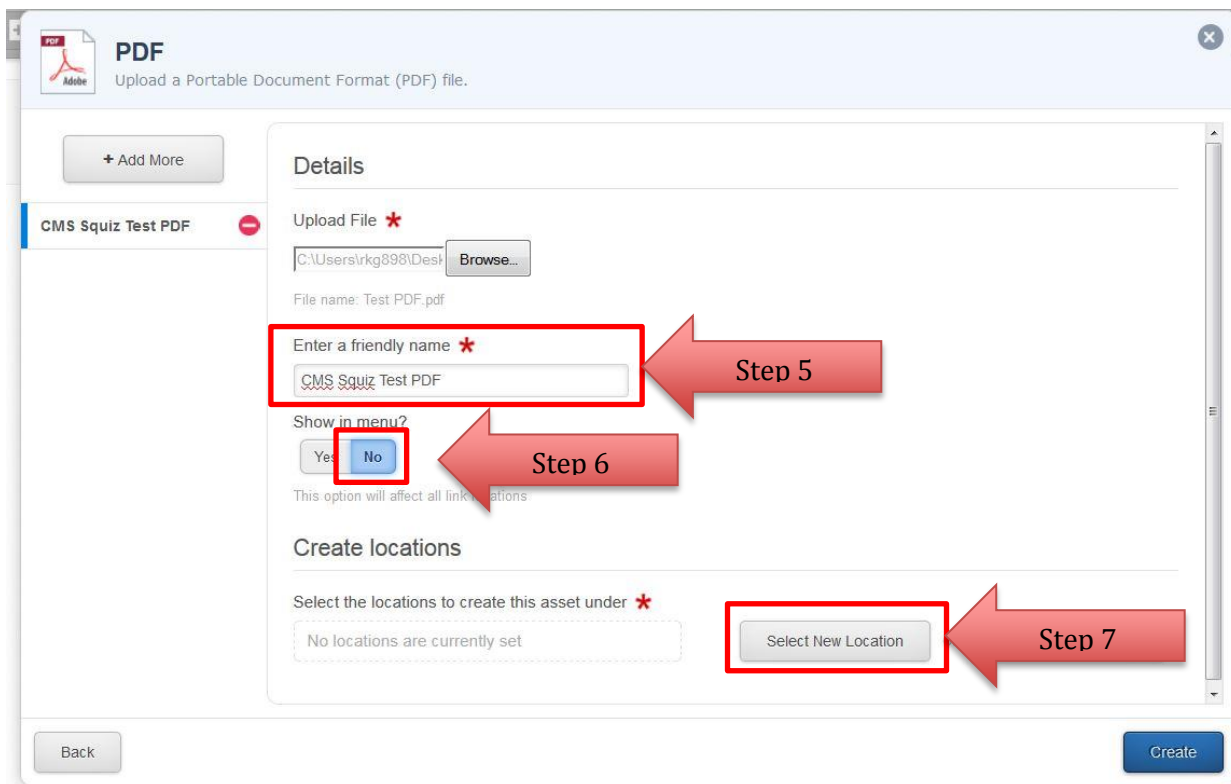 PDF
Adobe
PDF
Upload a Portable Document Format (PDF) file.
+ Add More
CMS Squiz Test PDF
Details
Upload File *
C:\Users\rkg898\Desk
Browse...
File name: Test PDF.pdf
Enter a friendly name *
CMS Squiz Test PDF
Step 5
Show in menu?
Yes No
Step 6
This option will affect all link
Create locations
Select the locations to create this asset under *
No locations are currently set
Select New Location
Step 7
Back
Create